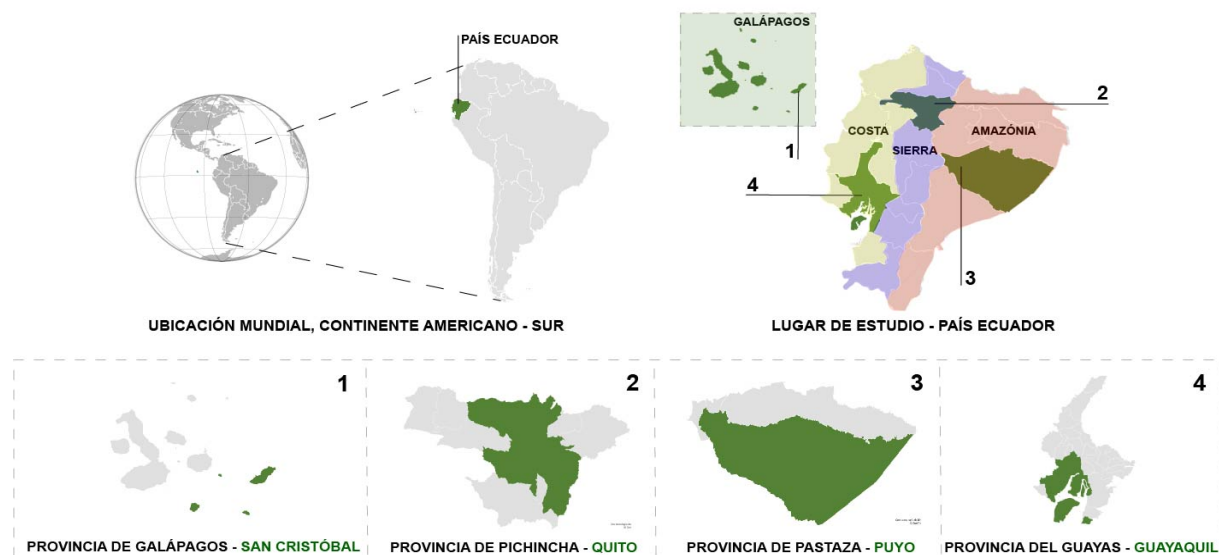 PAÍS ECUADOR
GALÁPAGOS
COSTA
SIERRA
AMAZÓNIA
1
2
3
4
UBICACIÓN MUNDIAL, CONTINENTE AMERICANO - SUR
LUGAR DE ESTUDIO - PAÍS ECUADOR
1
PROVINCIA DE GALÁPAGOS - SAN CRISTÓBAL
2
PROVINCIA DE PICHINCHA - QUITO
3
PROVINCIA DE PASTAZA - PUYO
4
PROVINCIA DEL GUAYAS - GUAYAQUIL